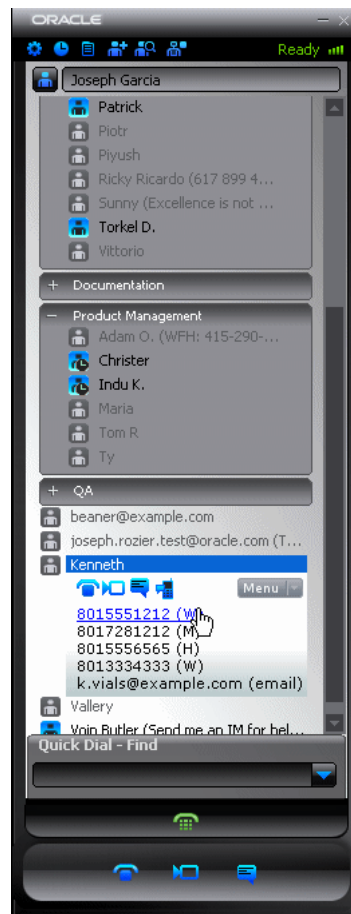 ORACLE
Ready
Joseph Garcia
Patrick
Piotr
Piyush
Ricky Ricardo (617 899 4...
Sunny (Excellence is not ...
Torkel D.
Vittorio
+ Documentation
− Product Management
Adam O. (WFH: 415-290-...
Christer
Indu K.
Maria
Tom R
Ty
+ QA
beaner@example.com
joseph.rozier.test@oracle.com (T...
Kenneth
Menu
8015551212 (W)
8017281212 (M)
8015556565 (H)
8013334333 (W)
k.vials@example.com (email)
Vallery
Voip Butler (Send me an IM for hel...
Quick Dial - Find